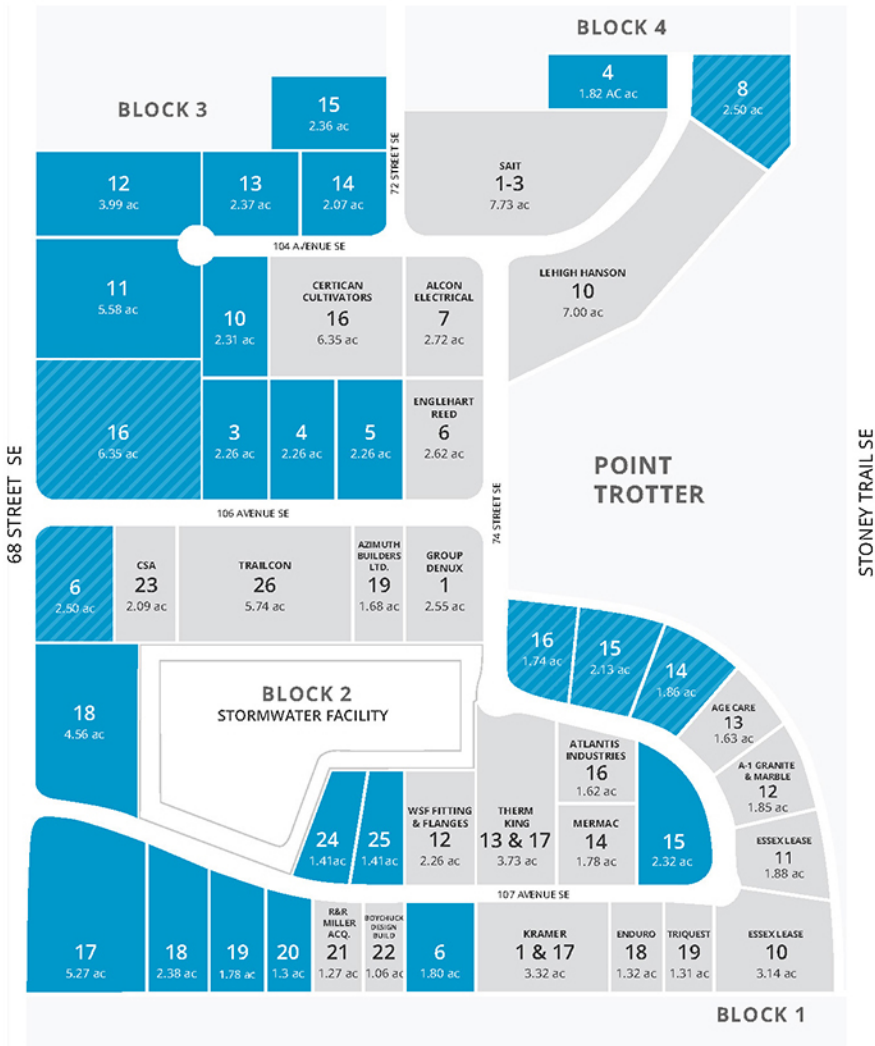 BLOCK 4
4
1.82 AC ac
8
2.50 ac
BLOCK 3
15
2.36 ac
72 STREET SE
SAIT
1-3
7.73 ac
12
3.99 ac
13
2.37 ac
14
2.07 ac
104 AVENUE SE
11
5.58 ac
10
2.31 ac
CERTICAN
CULTIVATORS
16
6.35 ac
ALCON
ELECTRICAL
7
2.72 ac
LEHIGH HANSON
10
7.00 ac
16
6.35 ac
3
2.26 ac
4
2.26 ac
5
2.26 ac
ENGLEHART
REED
6
2.62 ac
POINT
TROTTER
68 STREET SE
STONEY TRAIL SE
106 AVENUE SE
74 STREET SE
6
2.50 ac
CSA
23
2.09 ac
TRAILCON
26
5.74 ac
AZIMUTH
BUILDERS
LTD.
19
1.68 ac
GROUP
DENUX
1
2.55 ac
16
1.74 ac
15
2.13 ac
14
1.86 ac
18
4.56 ac
BLOCK 2
STORMWATER FACILITY
AGE CARE
13
1.63 ac
ATLANTIS
INDUSTRIES
16
1.62 ac
A-1 GRANITE
& MARBLE
12
1.85 ac
24
1.41ac
25
1.41ac
WSF FITTING
& FLANGES
12
2.26 ac
THERM
KING
13 & 17
3.73 ac
MERMAC
14
1.78 ac
15
2.32 ac
ESSEX LEASE
11
1.88 ac
107 AVENUE SE
17
5.27 ac
18
2.38 ac
19
1.78 ac
20
1.3 ac
R&R
MILLER
ACQ.
21
1.27 ac
BOYCHUCK
DESIGN
BUILD
22
1.06 ac
6
1.80 ac
KRAMER
1 & 17
3.32 ac
ENDURO
18
1.32 ac
TRIQUEST
19
1.31 ac
ESSEX LEASE
10
3.14 ac
BLOCK 1